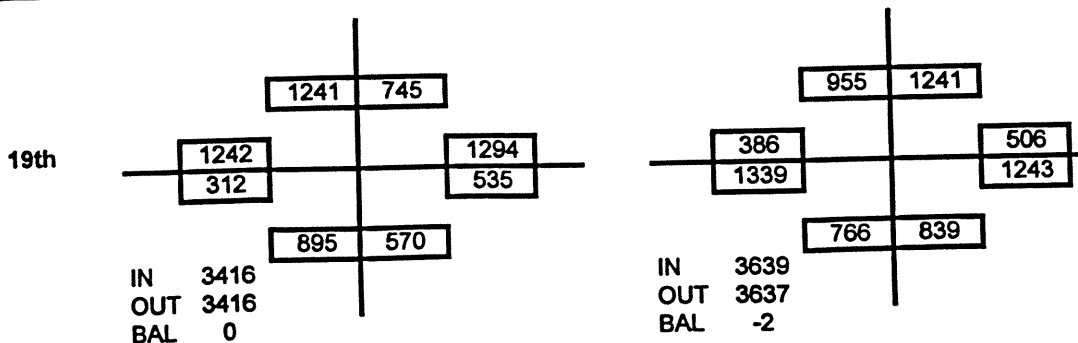 1241 745
955 1241
19th
1242
312
1294
535
386
1339
506
1243
895 570
766 839
IN 3416
OUT 3416
BAL 0
IN 3639
OUT 3637
BAL -2